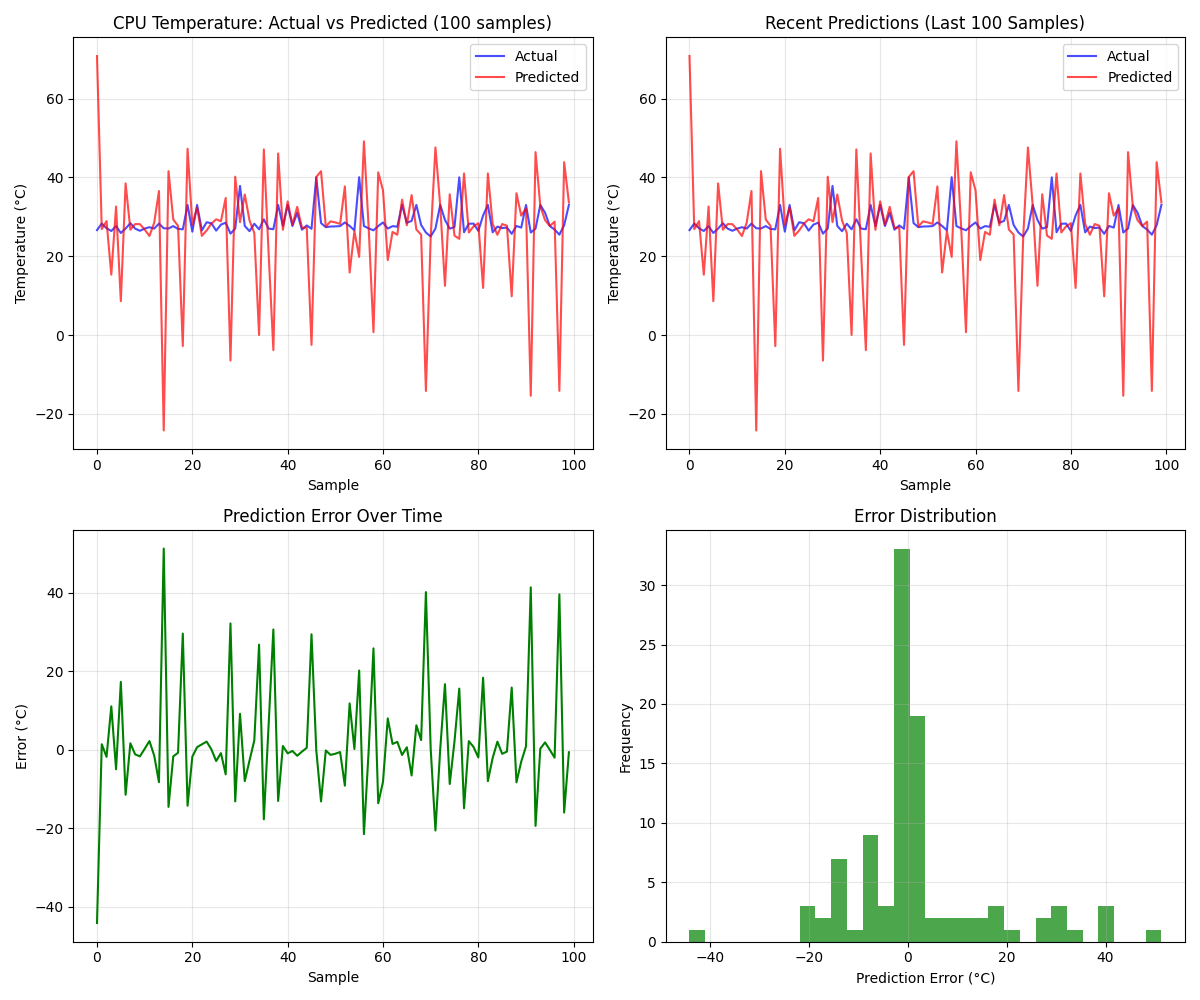 CPU Temperature: Actual vs Predicted (100 samples)
Temperature (°C)
60
40
20
0
−20
0 20 40 60 80 100
Sample
Actual
Predicted
Recent Predictions (Last 100 Samples)
Temperature (°C)
60
40
20
0
−20
0 20 40 60 80 100
Sample
Actual
Predicted
Prediction Error Over Time
Error (°C)
40
20
0
−20
−40
0 20 40 60 80 100
Sample
Error Distribution
Frequency
30
25
20
15
10
5
0
−40 −20 0 20 40
Prediction Error (°C)